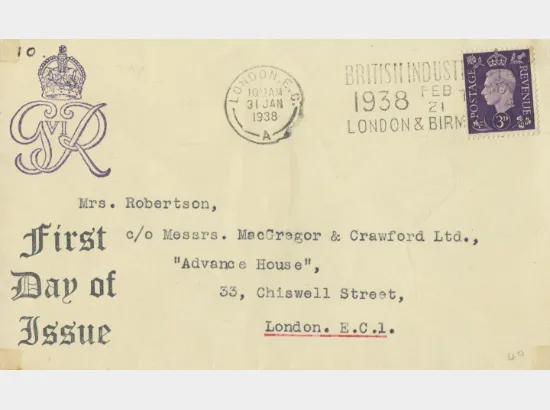 10.
GviR
LONDON. E.C.
10 AM
31 JAN
1938
A
BRITISH INDUSTRI
1938 FEB
21
LONDON & BIRM
POSTAGE
REVENUE
3D
Mrs. Robertson,
First
c/o Messrs. MacGregor & Crawford Ltd.,
"Advance House",
Day of
33, Chiswell Street,
Issue
London. E.C.1.